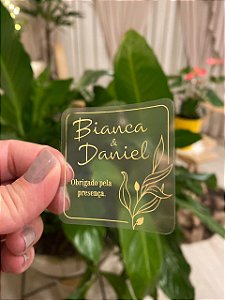 Bianca
&
Daniel
Obrigado pela
presença.